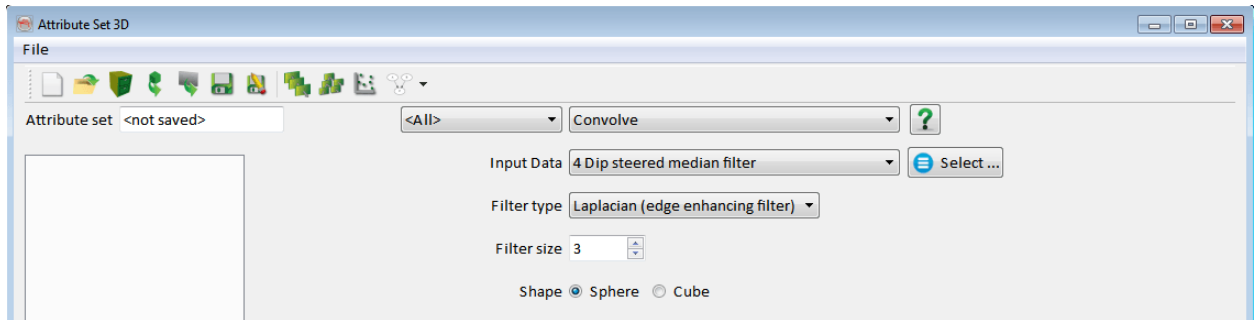 Attribute Set 3D
File
Attribute set <not saved> <All> Convolve ?
Input Data 4 Dip steered median filter Select ...
Filter type Laplacian (edge enhancing filter)
Filter size 3
Shape Sphere Cube